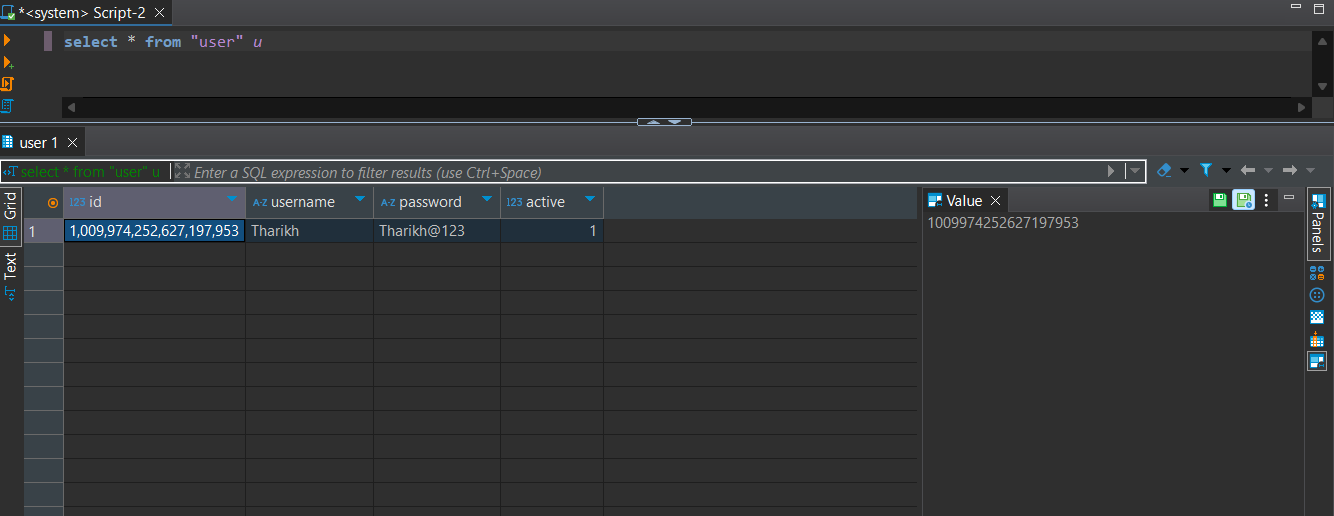 *<system> Script-2
select * from "user" u
user 1
select * from "user" u Enter a SQL expression to filter results (use Ctrl+Space)
Grid
Text
123 id A-Z username A-Z password 123 active
1 1,009,974,252,627,197,953 Tharikh Tharikh@123 1
Value
1009974252627197953
Panels